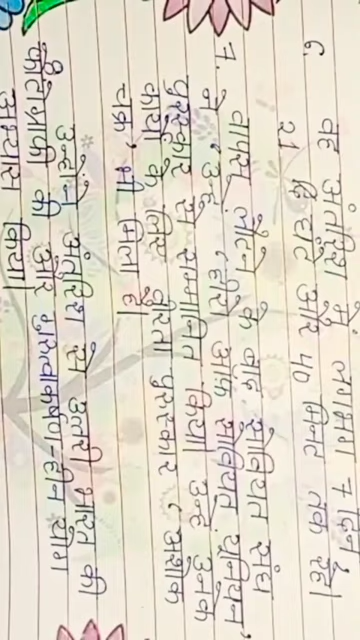 6. वह अंतरिक्ष में लगभग 7 दिन,
21 घंटे और 40 मिनट तक रहे।
7. वापस लौटने के बाद सोवियत संघ
ने उन्हें 'हीरो ऑफ सोवियत यूनियन'
पुरस्कार से सम्मानित किया। उन्हें उनके
कार्यो के लिए वीरता पुरस्कार 'अशोक
चक्र' भी मिला है।
* उन्होंने अंतरिक्ष से उत्तरी भारत की
फोटोग्राफी की और गुरुत्वाकर्षण-हीन योग
अभ्यास किया।